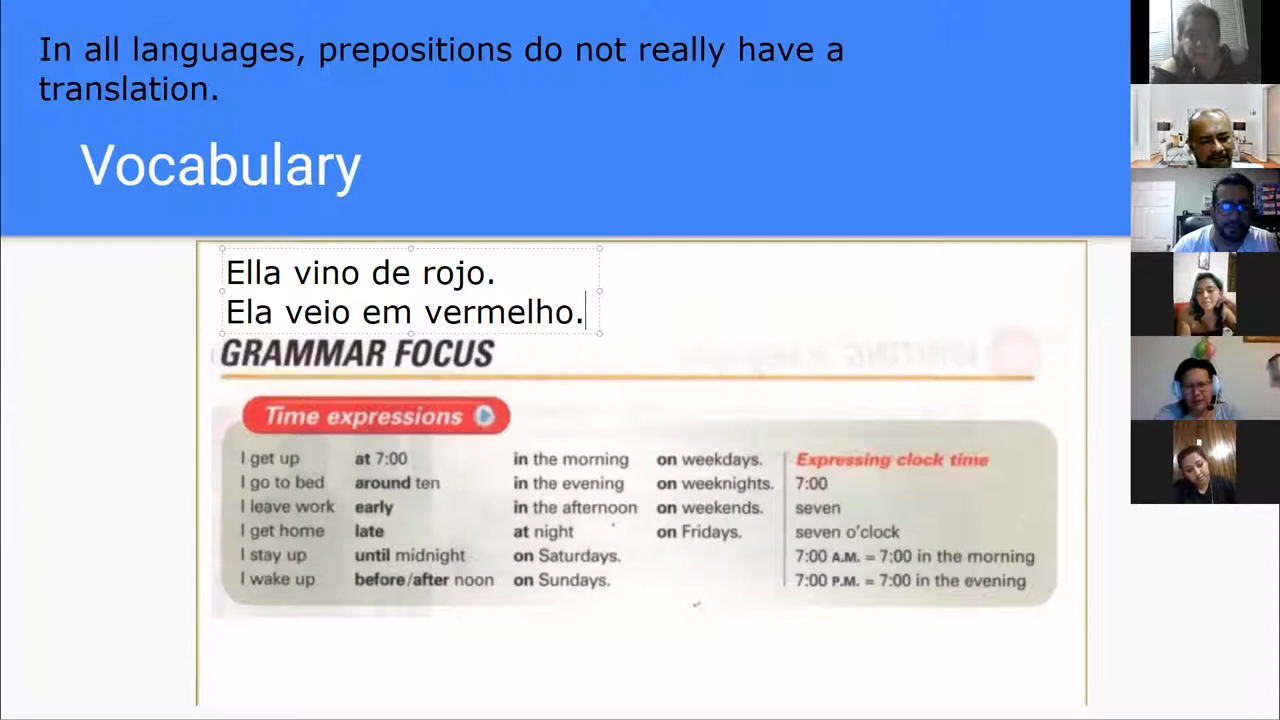 In all languages, prepositions do not really have a
translation.
Vocabulary
Ella vino de rojo.
Ela veio em vermelho.
GRAMMAR FOCUS
Time expressions
I get up at 7:00 in the morning on weekdays. Expressing clock time
I go to bed around ten in the evening on weeknights. 7:00
I leave work early in the afternoon on weekends. seven
I get home late at night on Fridays. seven o'clock
I stay up until midnight on Saturdays. 7:00 A.M. = 7:00 in the morning
I wake up before/after noon on Sundays. 7:00 P.M. = 7:00 in the evening